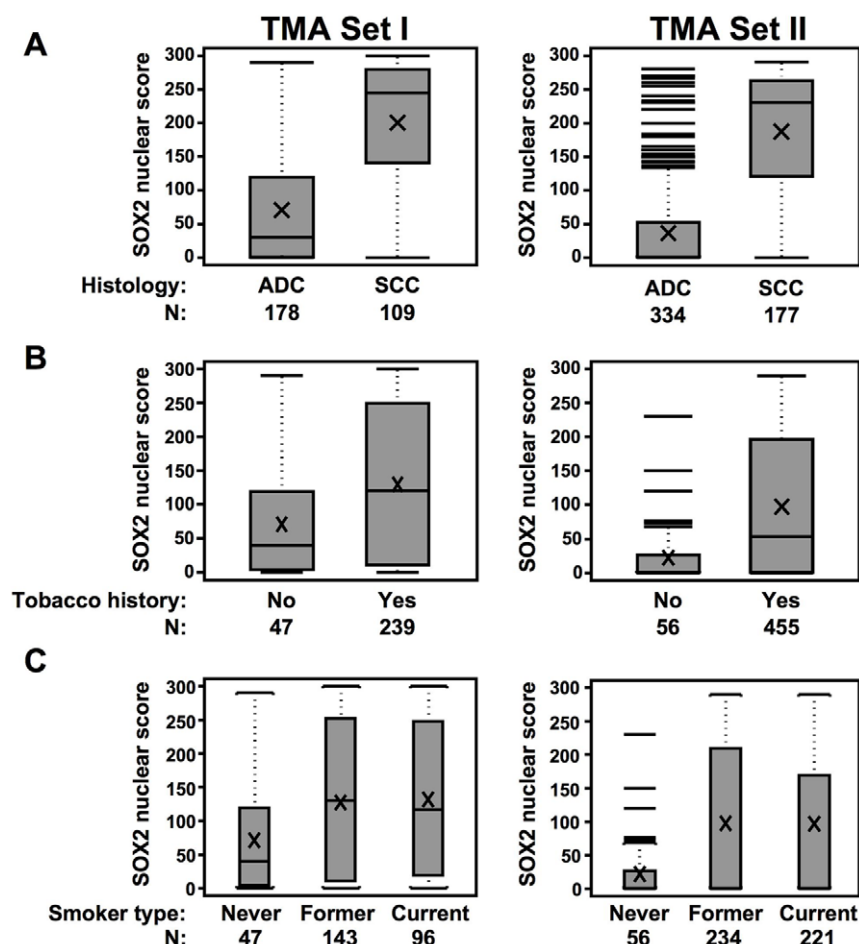 TMA Set I TMA Set II
A
SOX2 nuclear score
300
250
200
150
100
50
0
SOX2 nuclear score
300
250
200
150
100
50
0
Histology: ADC SCC ADC SCC
N: 178 109 334 177
B
SOX2 nuclear score
300
250
200
150
100
50
0
SOX2 nuclear score
300
250
200
150
100
50
0
Tobacco history: No Yes No Yes
N: 47 239 56 455
C
SOX2 nuclear score
300
250
200
150
100
50
0
SOX2 nuclear score
300
250
200
150
100
50
0
Smoker type: Never Former Current Never Former Current
N: 47 143 96 56 234 221